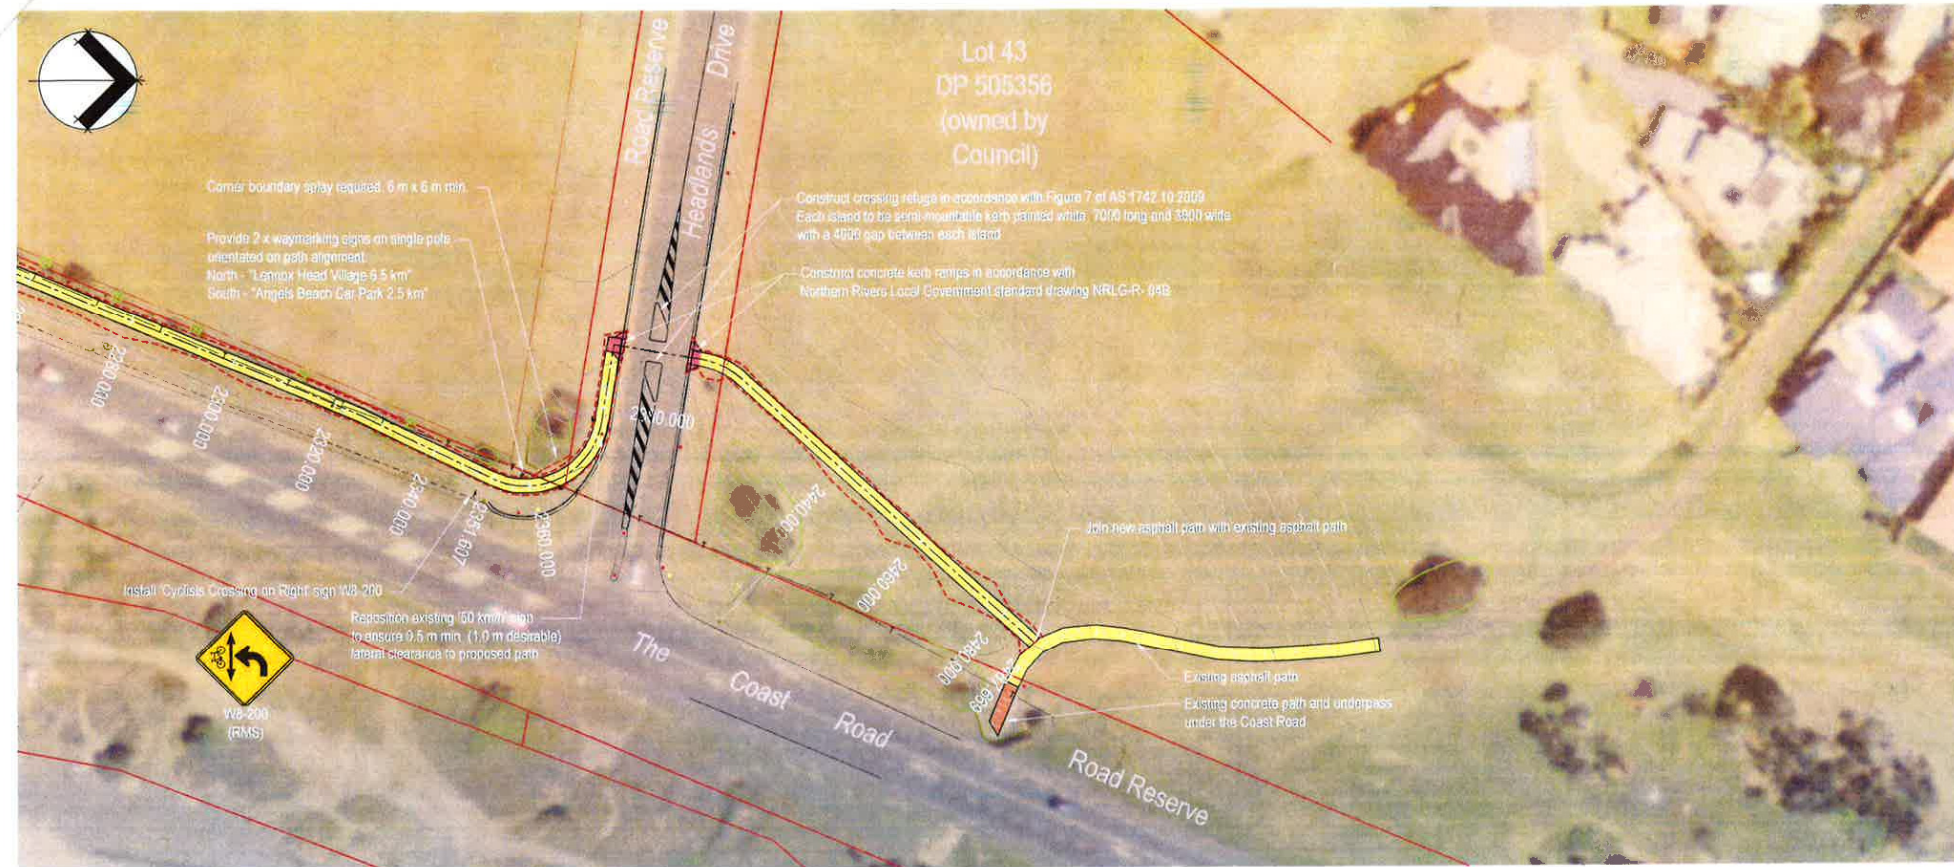 Road Reserve
Headlands Drive
Lot 43
DP 505356
(owned by
Council)
Corner boundary splay required. 6 m x 6 m min.
Provide 2 x waymarking signs on single pole
orientated on path alignment.
North - "Lennox Head Village 6.5 km"
South - "Angels Beach Car Park 2.5 km"
Construct crossing refuge in accordance with Figure 7 of AS 1742.10:2009
Each island to be semi-mountable kerb painted white. 7000 long and 3800 wide
with a 4000 gap between each island
Construct concrete kerb ramps in accordance with
Northern Rivers Local Government standard drawing NRLG-R-
2300.000
2320.000
2340.000
2351.607
2360.000
2440.000
2460.000
2480.000
Join new asphalt path with existing asphalt path
Install 'Cyclists Crossing on Right' sign W8-200
Reposition existing '50 km/h' sign
to ensure 0.5 m min. (1.0 m desirable)
lateral clearance to proposed path
W8-200
(RMS)
The Coast Road
Existing asphalt path
Existing concrete path and underpass
under the Coast Road
Road Reserve